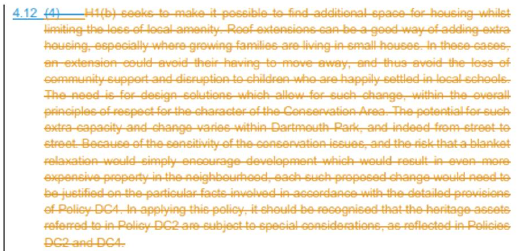 4.12 (4) H1(b) seeks to make it possible to find additional space for housing whilst
limiting the loss of local amenity. Roof extensions can be a good way of adding extra
housing, especially where growing families are living in small houses. In these cases,
an extension could avoid their having to move away, and thus avoid the loss of
community support and disruption to children who are happily settled in local schools.
The need is for design solutions which allow for such change, within the overall
principles of respect for the character of the Conservation Area. The potential for such
extra capacity and change varies within Dartmouth Park, and indeed from street to
street. Because of the sensitivity of the conservation issues, and the risk that a blanket
relaxation would simply encourage development which would result in even more
expensive property in the neighbourhood, each such proposed change would need to
be justified on the particular facts involved in accordance with the detailed provisions
of Policy DC4. In applying this policy, it should be recognised that the heritage assets
referred to in Policy DC2 are subject to special considerations, as reflected in Policies
DC2 and DC4.